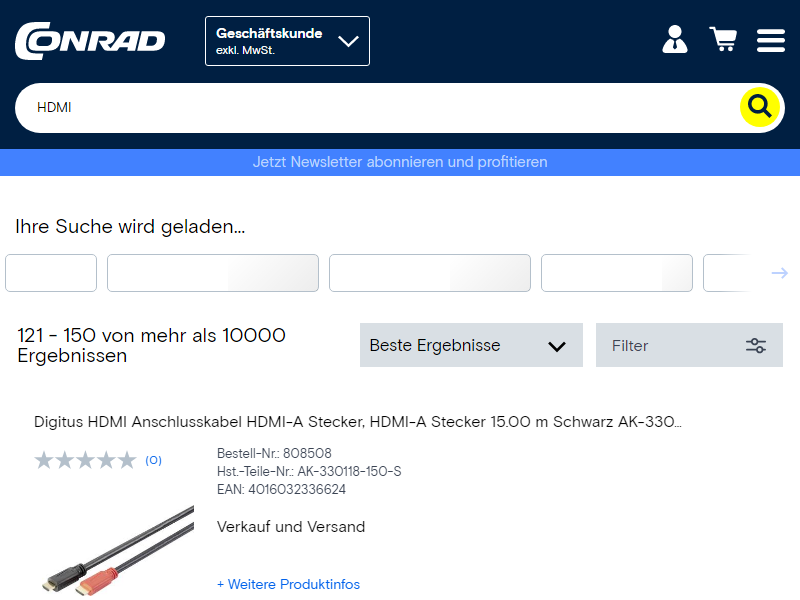 CONRAD
Geschäftskunde
exkl. MwSt.
HDMI
Jetzt Newsletter abonnieren und profitieren
Ihre Suche wird geladen...
121 - 150 von mehr als 10000
Ergebnissen
Beste Ergebnisse
Filter
Digitus HDMI Anschlusskabel HDMI-A Stecker, HDMI-A Stecker 15.00 m Schwarz AK-330...
(0)
Bestell-Nr.: 808508
Hst.-Teile-Nr.: AK-330118-150-S
EAN: 4016032336624
Verkauf und Versand
+ Weitere Produktinfos